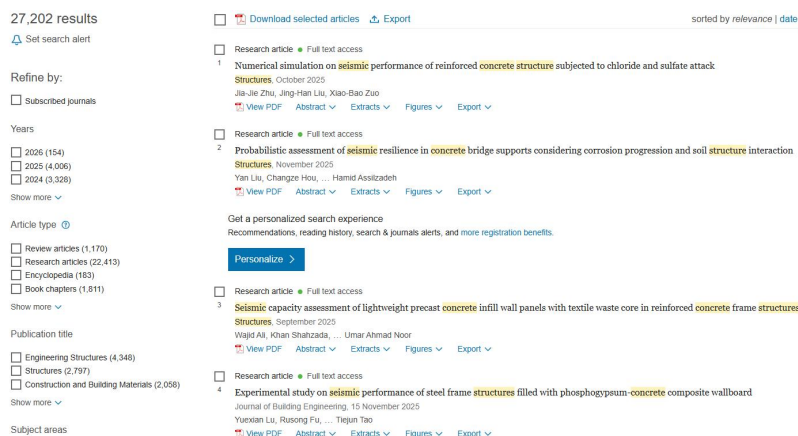 27,202 results
Set search alert
Refine by:
Subscribed journals
Years
2026 (154)
2025 (4,006)
2024 (3,328)
Show more
Article type
Review articles (1,170)
Research articles (22,413)
Encyclopedia (183)
Book chapters (1,811)
Show more
Publication title
Engineering Structures (4,348)
Structures (2,797)
Construction and Building Materials (2,058)
Show more
Subject areas
Download selected articles Export
sorted by relevance | date
Research article Full text access
1
Numerical simulation on seismic performance of reinforced concrete structure subjected to chloride and sulfate attack
Structures, October 2025
Jia-Jie Zhu, Jing-Han Liu, Xiao-Bao Zuo
View PDF Abstract Extracts Figures Export
Research article Full text access
2
Probabilistic assessment of seismic resilience in concrete bridge supports considering corrosion progression and soil structure interaction
Structures, November 2025
Yan Liu, Changze Hou, ... Hamid Assilzadeh
View PDF Abstract Extracts Figures Export
Get a personalized search experience
Recommendations, reading history, search & journals alerts, and more registration benefits.
Personalize
Research article Full text access
3
Seismic capacity assessment of lightweight precast concrete infill wall panels with textile waste core in reinforced concrete frame structures
Structures, September 2025
Wajid Ali, Khan Shahzada, ... Umar Ahmad Noor
View PDF Abstract Extracts Figures Export
Research article Full text access
4
Experimental study on seismic performance of steel frame structures filled with phosphogypsum-concrete composite wallboard
Journal of Building Engineering, 15 November 2025
Yuexian Lu, Rusong Fu, ... Tiejun Tao
View PDF Abstract Extracts Figures Export